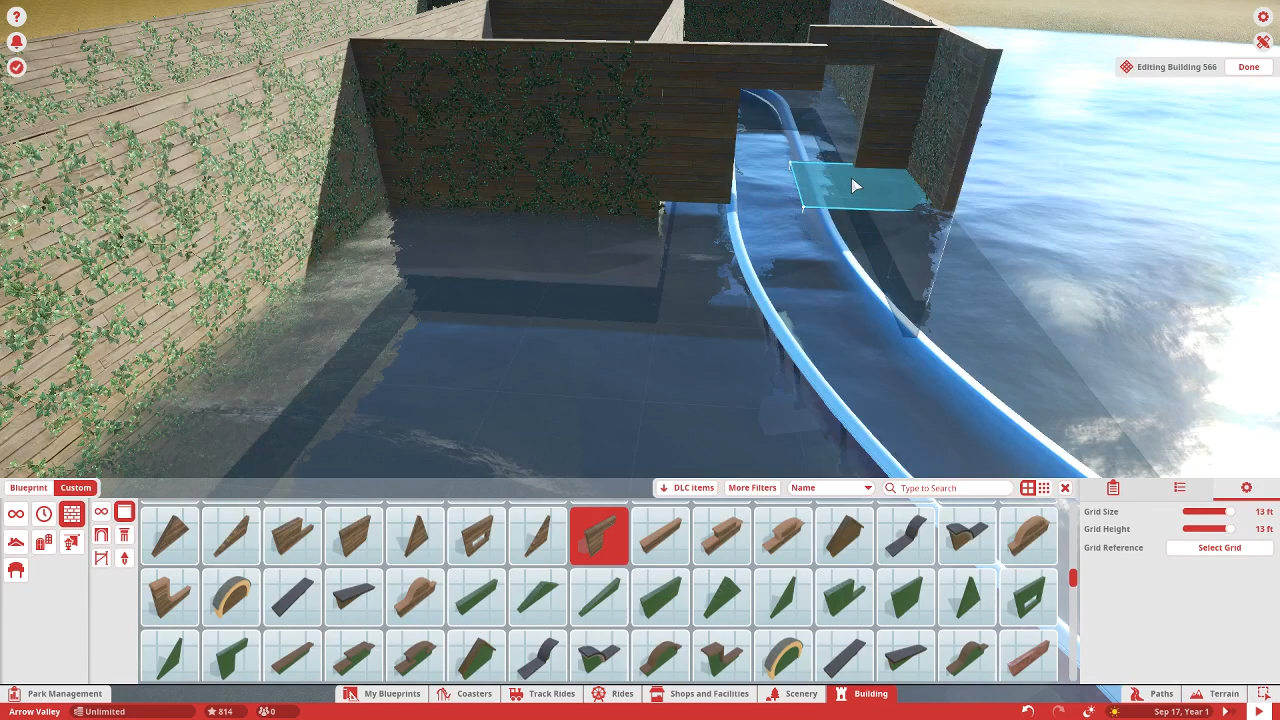 ?
Editing Building 566 Done
Blueprint Custom
DLC items More Filters Name Type to Search
Grid Size 13 ft
Grid Height 13 ft
Grid Reference Select Grid
Park Management My Blueprints Coasters Track Rides Rides Shops and Facilities Scenery Building Paths Terrain
Arrow Valley Unlimited 814 0 Sep 17, Year 1